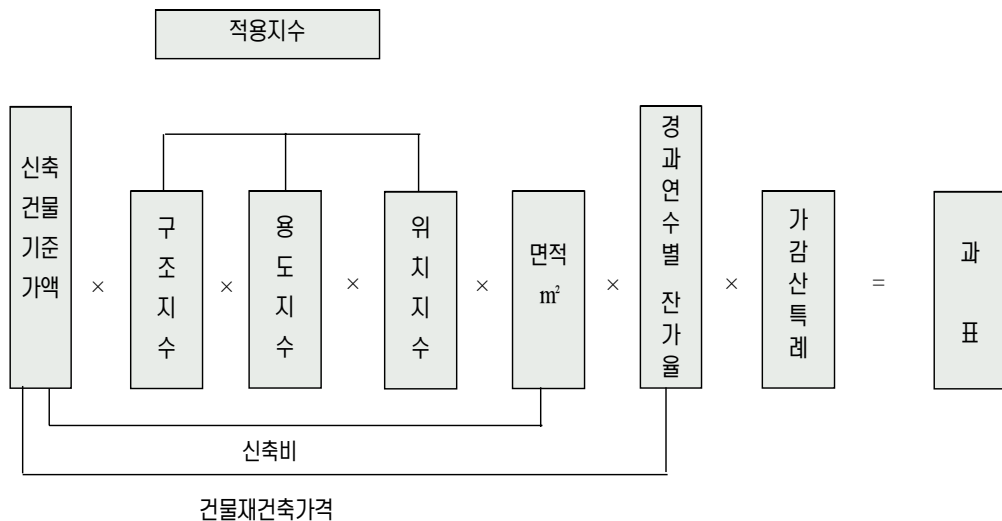 적용지수
신축
건물
기준
가액
×
구
조
지
수
×
용
도
지
수
×
위
치
지
수
×
면적
m²
×
경
과
연
수
별
잔
가
율
×
가
감
산
특
례
=
과
표
신축비
건물재건축가격